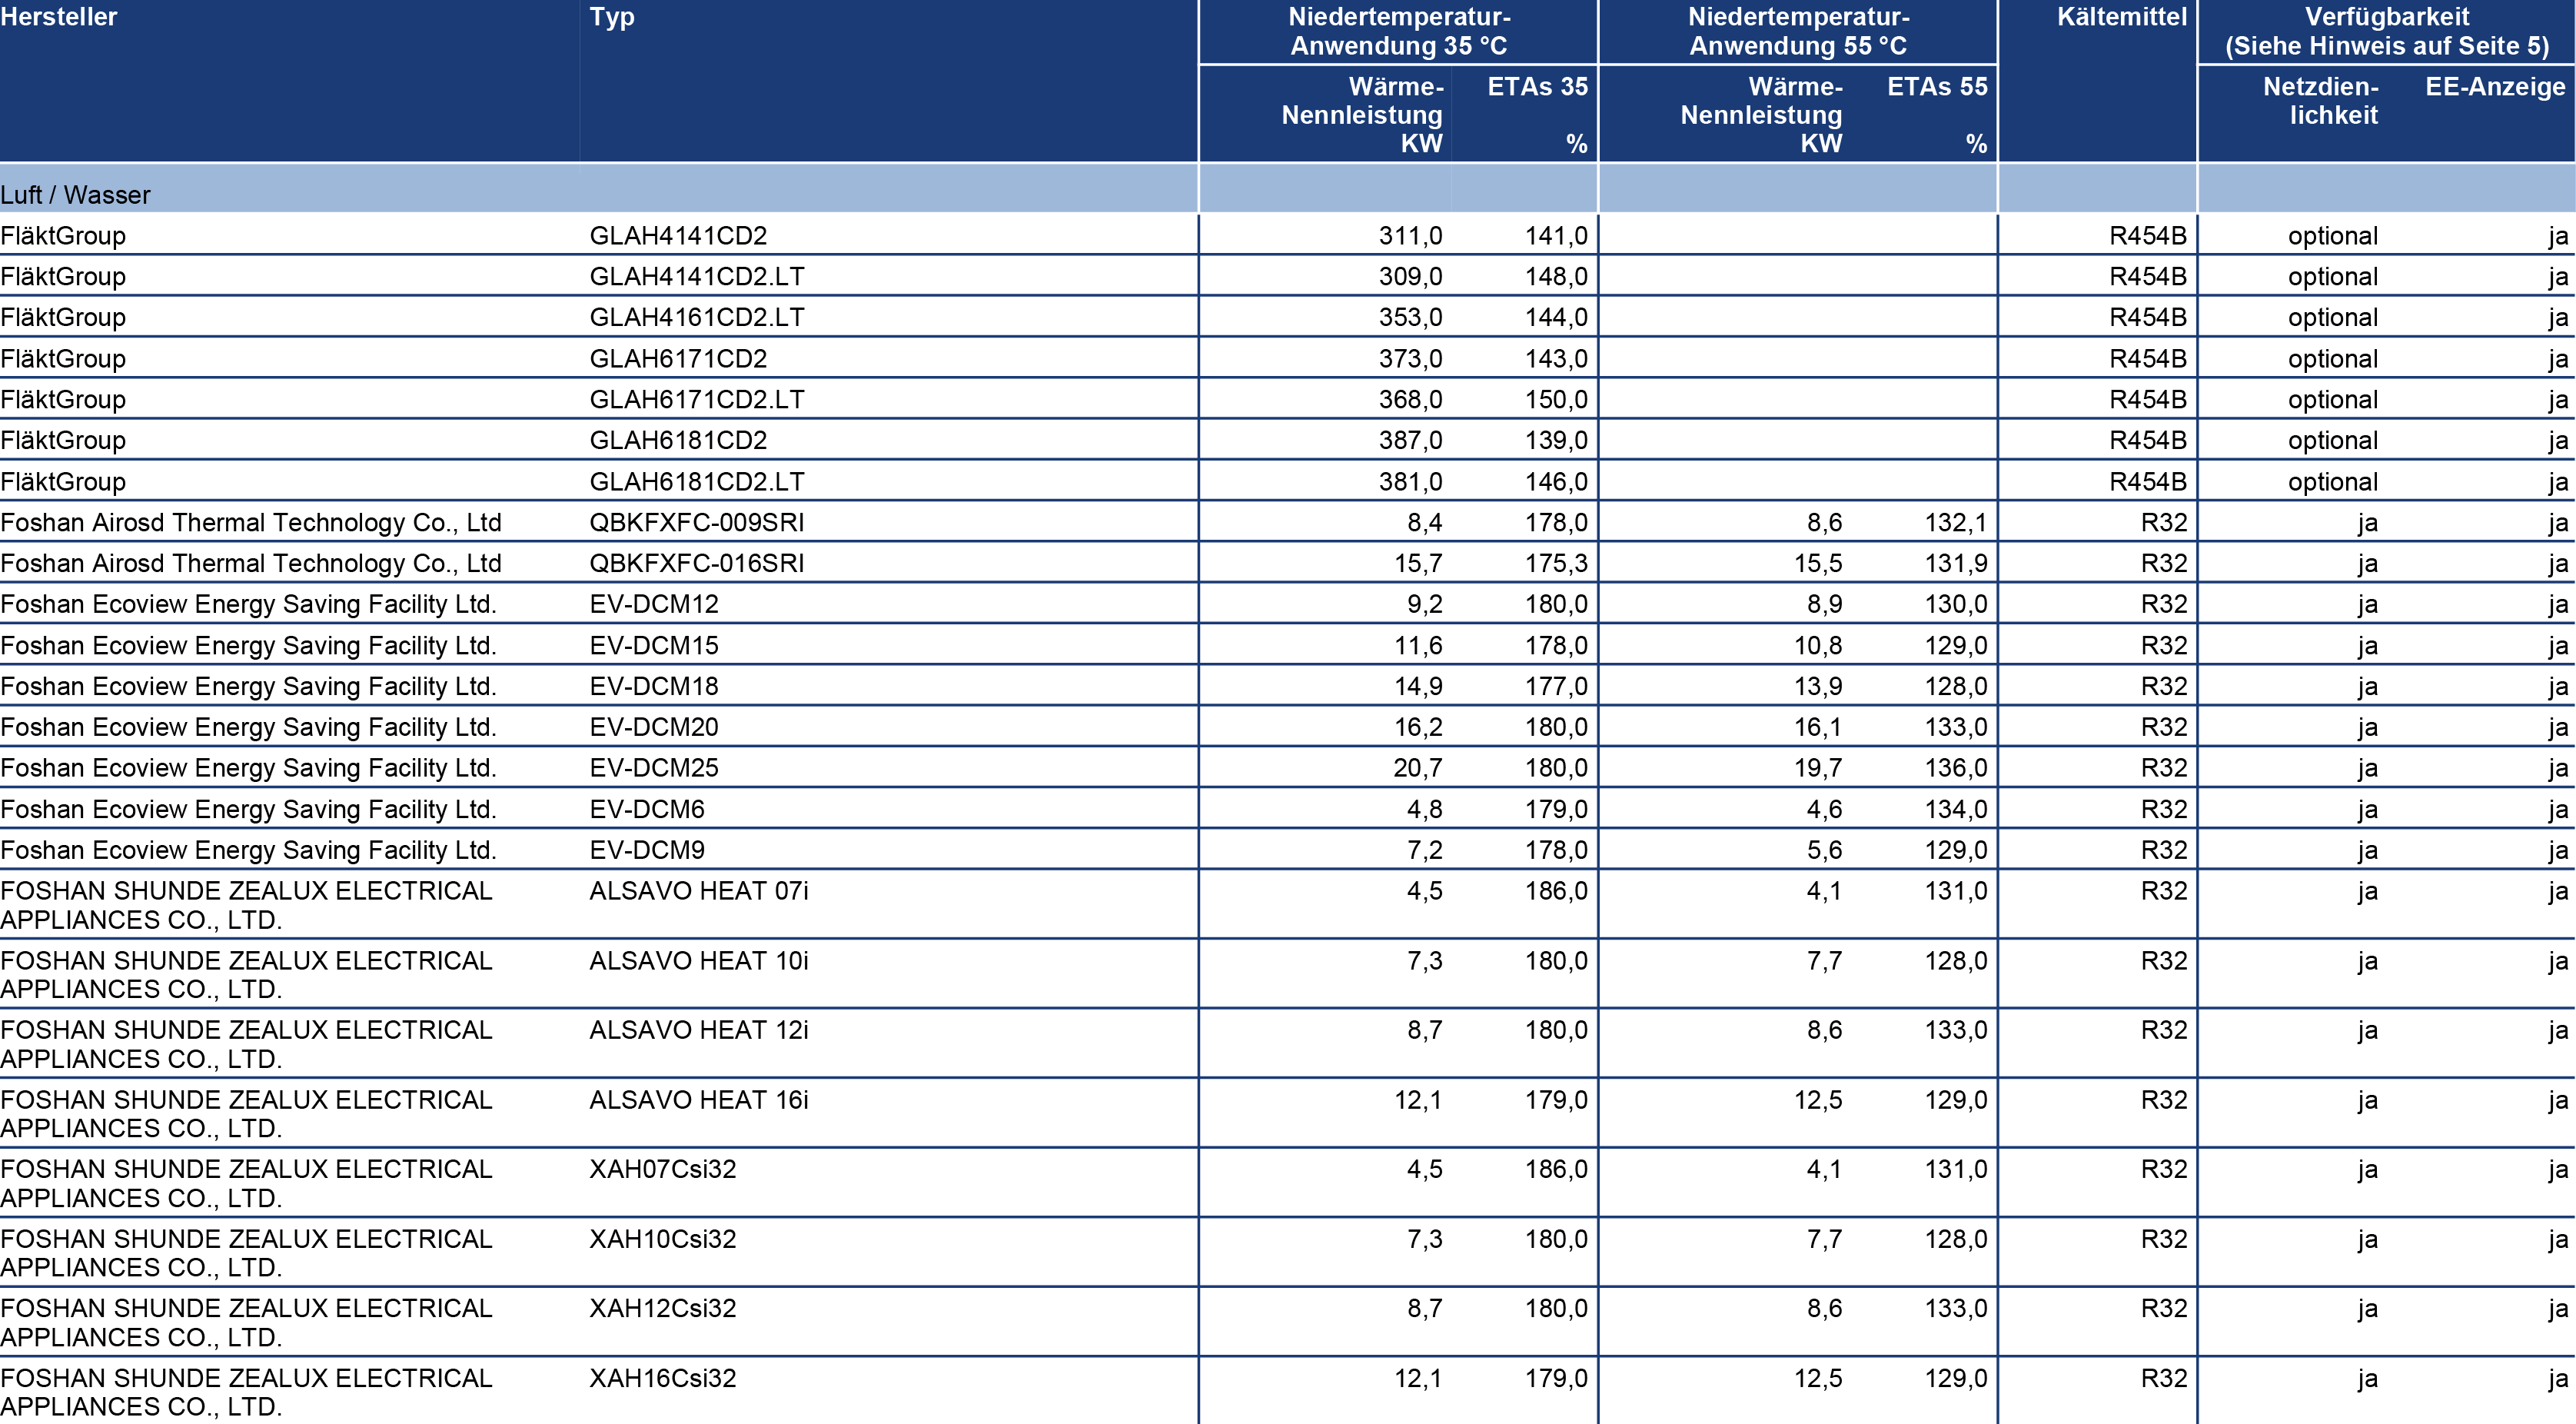 Hersteller Typ Niedertemperatur- Niedertemperatur- Kältemittel Verfügbarkeit
Anwendung 35 °C Anwendung 55 °C (Siehe Hinweis auf Seite 5)
Wärme- ETAs 35 Wärme- ETAs 55 Netzdien- EE-Anzeige
Nennleistung Nennleistung lichkeit
KW % KW %
Luft / Wasser
FläktGroup GLAH4141CD2 311,0 141,0 R454B optional ja
FläktGroup GLAH4141CD2.LT 309,0 148,0 R454B optional ja
FläktGroup GLAH4161CD2.LT 353,0 144,0 R454B optional ja
FläktGroup GLAH6171CD2 373,0 143,0 R454B optional ja
FläktGroup GLAH6171CD2.LT 368,0 150,0 R454B optional ja
FläktGroup GLAH6181CD2 387,0 139,0 R454B optional ja
FläktGroup GLAH6181CD2.LT 381,0 146,0 R454B optional ja
Foshan Airosd Thermal Technology Co., Ltd QBKFXFC-009SRI 8,4 178,0 8,6 132,1 R32 ja ja
Foshan Airosd Thermal Technology Co., Ltd QBKFXFC-016SRI 15,7 175,3 15,5 131,9 R32 ja ja
Foshan Ecoview Energy Saving Facility Ltd. EV-DCM12 9,2 180,0 8,9 130,0 R32 ja ja
Foshan Ecoview Energy Saving Facility Ltd. EV-DCM15 11,6 178,0 10,8 129,0 R32 ja ja
Foshan Ecoview Energy Saving Facility Ltd. EV-DCM18 14,9 177,0 13,9 128,0 R32 ja ja
Foshan Ecoview Energy Saving Facility Ltd. EV-DCM20 16,2 180,0 16,1 133,0 R32 ja ja
Foshan Ecoview Energy Saving Facility Ltd. EV-DCM25 20,7 180,0 19,7 136,0 R32 ja ja
Foshan Ecoview Energy Saving Facility Ltd. EV-DCM6 4,8 179,0 4,6 134,0 R32 ja ja
Foshan Ecoview Energy Saving Facility Ltd. EV-DCM9 7,2 178,0 5,6 129,0 R32 ja ja
FOSHAN SHUNDE ZEALUX ELECTRICAL ALSAVO HEAT 07i 4,5 186,0 4,1 131,0 R32 ja ja
APPLIANCES CO., LTD.
FOSHAN SHUNDE ZEALUX ELECTRICAL ALSAVO HEAT 10i 7,3 180,0 7,7 128,0 R32 ja ja
APPLIANCES CO., LTD.
FOSHAN SHUNDE ZEALUX ELECTRICAL ALSAVO HEAT 12i 8,7 180,0 8,6 133,0 R32 ja ja
APPLIANCES CO., LTD.
FOSHAN SHUNDE ZEALUX ELECTRICAL ALSAVO HEAT 16i 12,1 179,0 12,5 129,0 R32 ja ja
APPLIANCES CO., LTD.
FOSHAN SHUNDE ZEALUX ELECTRICAL XAH07Csi32 4,5 186,0 4,1 131,0 R32 ja ja
APPLIANCES CO., LTD.
FOSHAN SHUNDE ZEALUX ELECTRICAL XAH10Csi32 7,3 180,0 7,7 128,0 R32 ja ja
APPLIANCES CO., LTD.
FOSHAN SHUNDE ZEALUX ELECTRICAL XAH12Csi32 8,7 180,0 8,6 133,0 R32 ja ja
APPLIANCES CO., LTD.
FOSHAN SHUNDE ZEALUX ELECTRICAL XAH16Csi32 12,1 179,0 12,5 129,0 R32 ja ja
APPLIANCES CO., LTD.